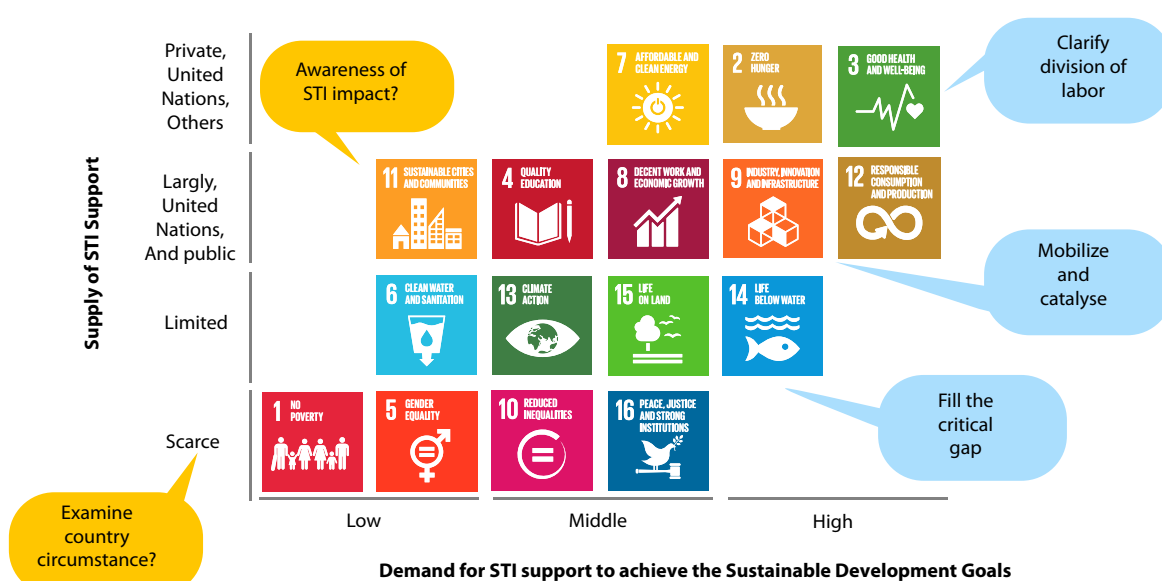 Private,
United
Nations,
Others
Awareness of
STI impact?
7 AFFORDABLE AND
CLEAN ENERGY
2 ZERO
HUNGER
3 GOOD HEALTH
AND WELL-BEING
Clarify
division of
labor
Supply of STI Support
Largly,
United
Nations,
And public
11 SUSTAINABLE CITIES
AND COMMUNITIES
4 QUALITY
EDUCATION
8 DECENT WORK AND
ECONOMIC GROWTH
9 INDUSTRY, INNOVATION
AND INFRASTRUCTURE
12 RESPONSIBLE
CONSUMPTION
AND PRODUCTION
Mobilize
and
catalyse
Limited
6 CLEAN WATER
AND SANITATION
13 CLIMATE
ACTION
15 LIFE
ON LAND
14 LIFE
BELOW WATER
Fill the
critical
gap
Scarce
1 NO
POVERTY
5 GENDER
EQUALITY
10 REDUCED
INEQUALITIES
16 PEACE, JUSTICE
AND STRONG
INSTITUTIONS
Examine
country
circumstance?
Low
Middle
High
Demand for STI support to achieve the Sustainable Development Goals